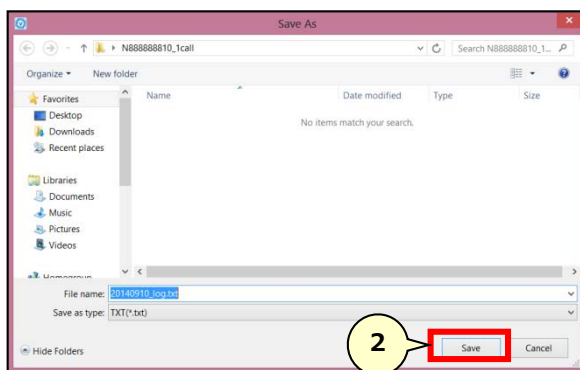 Save As
N888888810_1call
Search N888888810_1...
Organize
New folder
Name
Date modified
Type
Size
No items match your search.
Favorites
Desktop
Downloads
Recent places
Libraries
Documents
Music
Pictures
Videos
Homegroup
File name: 20140910_log.txt
Save as type: TXT(*.txt)
Hide Folders
2
Save
Cancel